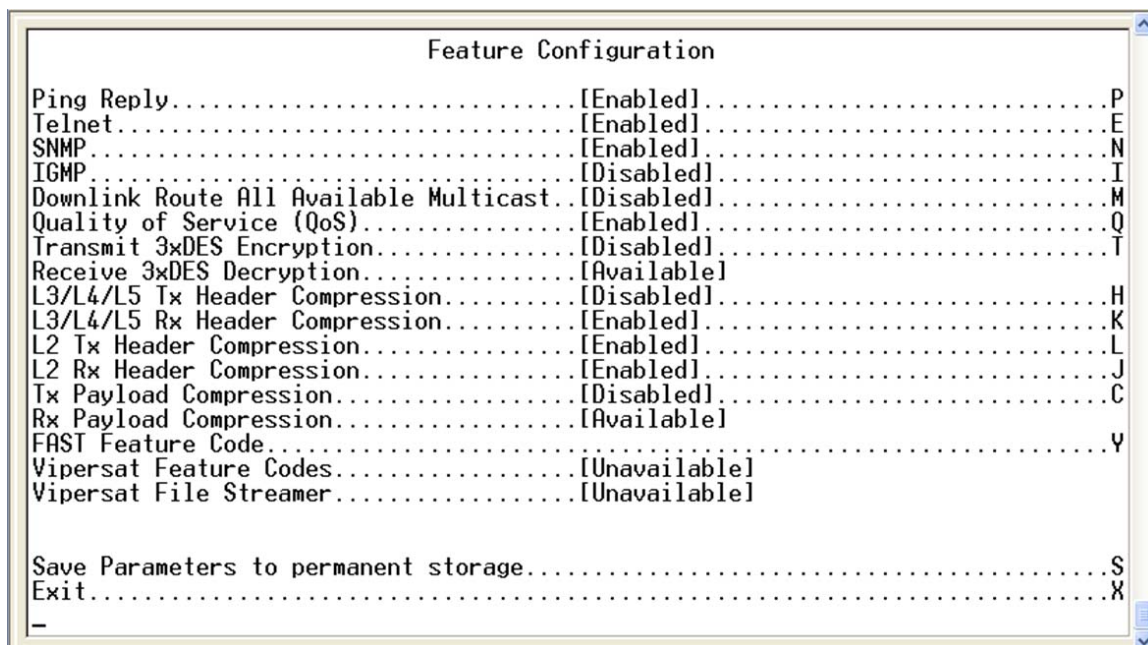 Feature Configuration
Ping Reply..............................[Enabled]..............................P
Telnet..................................[Enabled]..............................E
SNMP....................................[Enabled]..............................N
IGMP....................................[Disabled].............................I
Downlink Route All Available Multicast..[Disabled].............................M
Quality of Service (QoS)................[Enabled]..............................Q
Transmit 3xDES Encryption...............[Disabled].............................T
Receive 3xDES Decryption................[Available]
L3/L4/L5 Tx Header Compression..........[Disabled].............................H
L3/L4/L5 Rx Header Compression..........[Enabled]..............................K
L2 Tx Header Compression................[Enabled]..............................L
L2 Rx Header Compression................[Enabled]..............................J
Tx Payload Compression..................[Disabled].............................C
Rx Payload Compression..................[Available]
FAST Feature Code..............................................................Y
Vipersat Feature Codes..................[Unavailable]
Vipersat File Streamer..................[Unavailable]
Save Parameters to permanent storage...........................................S
Exit...........................................................................X